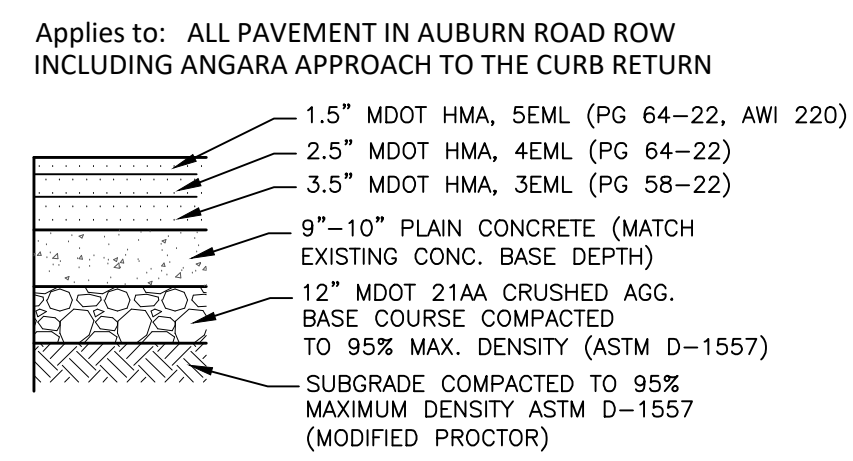 Applies to: ALL PAVEMENT IN AUBURN ROAD ROW
INCLUDING ANGARA APPROACH TO THE CURB RETURN
1.5” MDOT HMA, 5EML (PG 64–22, AWI 220)
2.5” MDOT HMA, 4EML (PG 64–22)
3.5” MDOT HMA, 3EML (PG 58–22)
9”–10” PLAIN CONCRETE (MATCH
EXISTING CONC. BASE DEPTH)
12” MDOT 21AA CRUSHED AGG.
BASE COURSE COMPACTED
TO 95% MAX. DENSITY (ASTM D–1557)
SUBGRADE COMPACTED TO 95%
MAXIMUM DENSITY ASTM D–1557
(MODIFIED PROCTOR)